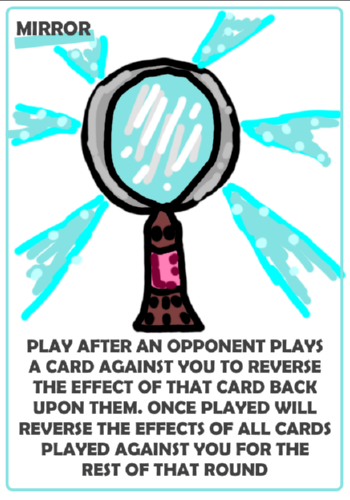 MIRROR
PLAY AFTER AN OPPONENT PLAYS
A CARD AGAINST YOU TO REVERSE
THE EFFECT OF THAT CARD BACK
UPON THEM. ONCE PLAYED WILL
REVERSE THE EFFECTS OF ALL CARDS
PLAYED AGAINST YOU FOR THE
REST OF THAT ROUND